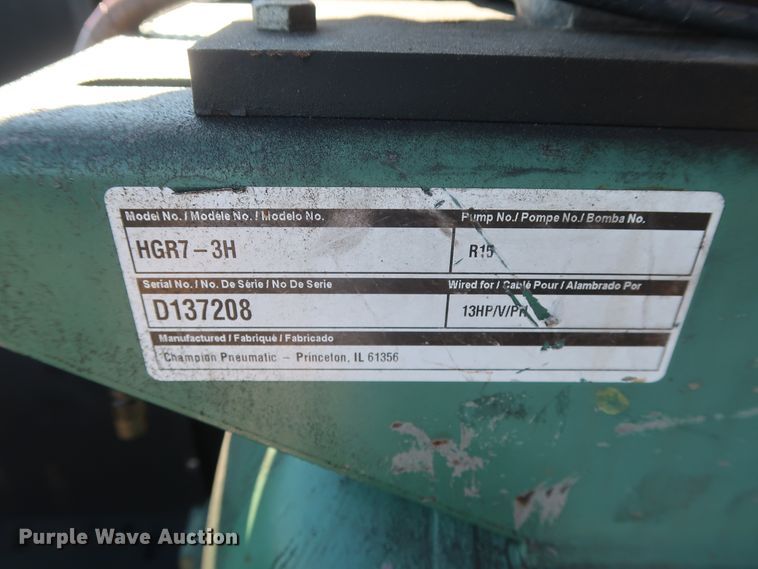 Model No. / Modéle No. / Modelo No.
Pump No./ Pompe No./ Bomba No.
HGR7-3H
R15
Serial No. / No. De Série / No De Serie
Wired for / Cablé Pour / Alambrado Por
D137208
13HP/V/PH
Manufactured / Fabriqué / Fabricado
Champion Pneumatic - Princeton, IL 61356
Purple Wave Auction